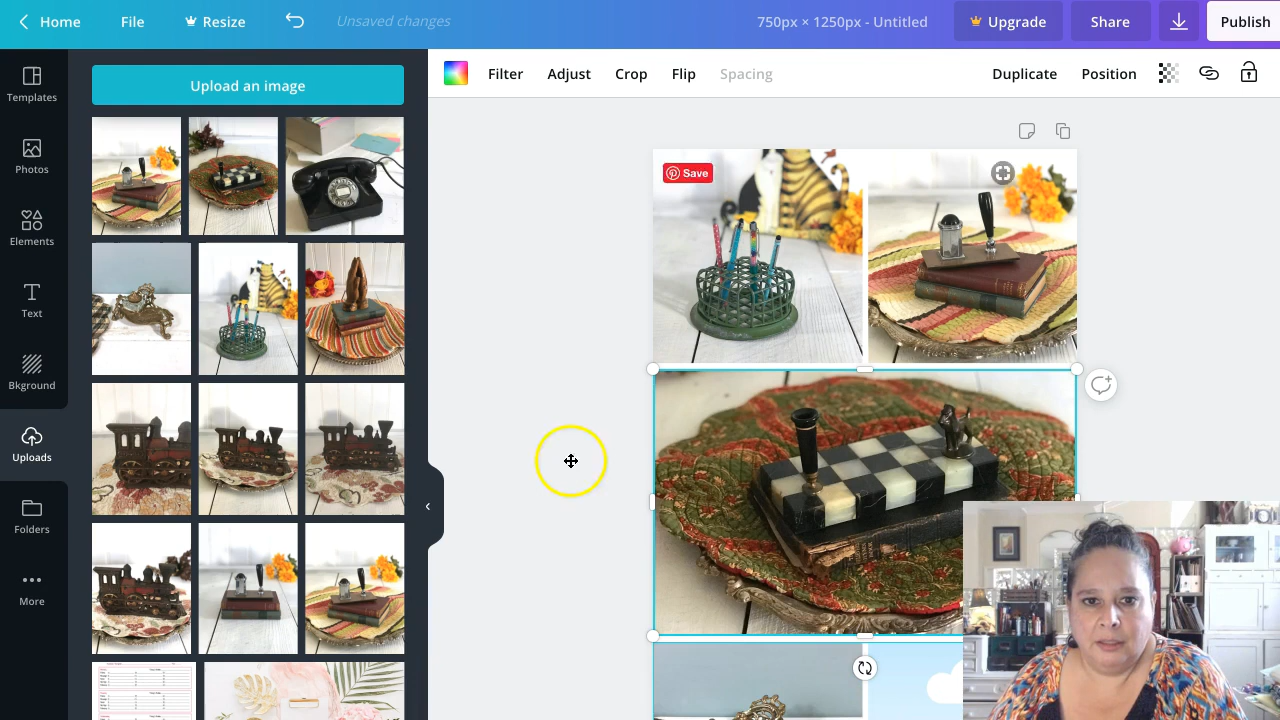 Home File Resize Unsaved changes 750px × 1250px - Untitled Upgrade Share Publish
Templates
Photos
Elements
Text
Bkground
Uploads
Folders
More
Upload an image
Filter Adjust Crop Flip Spacing Duplicate Position
Save